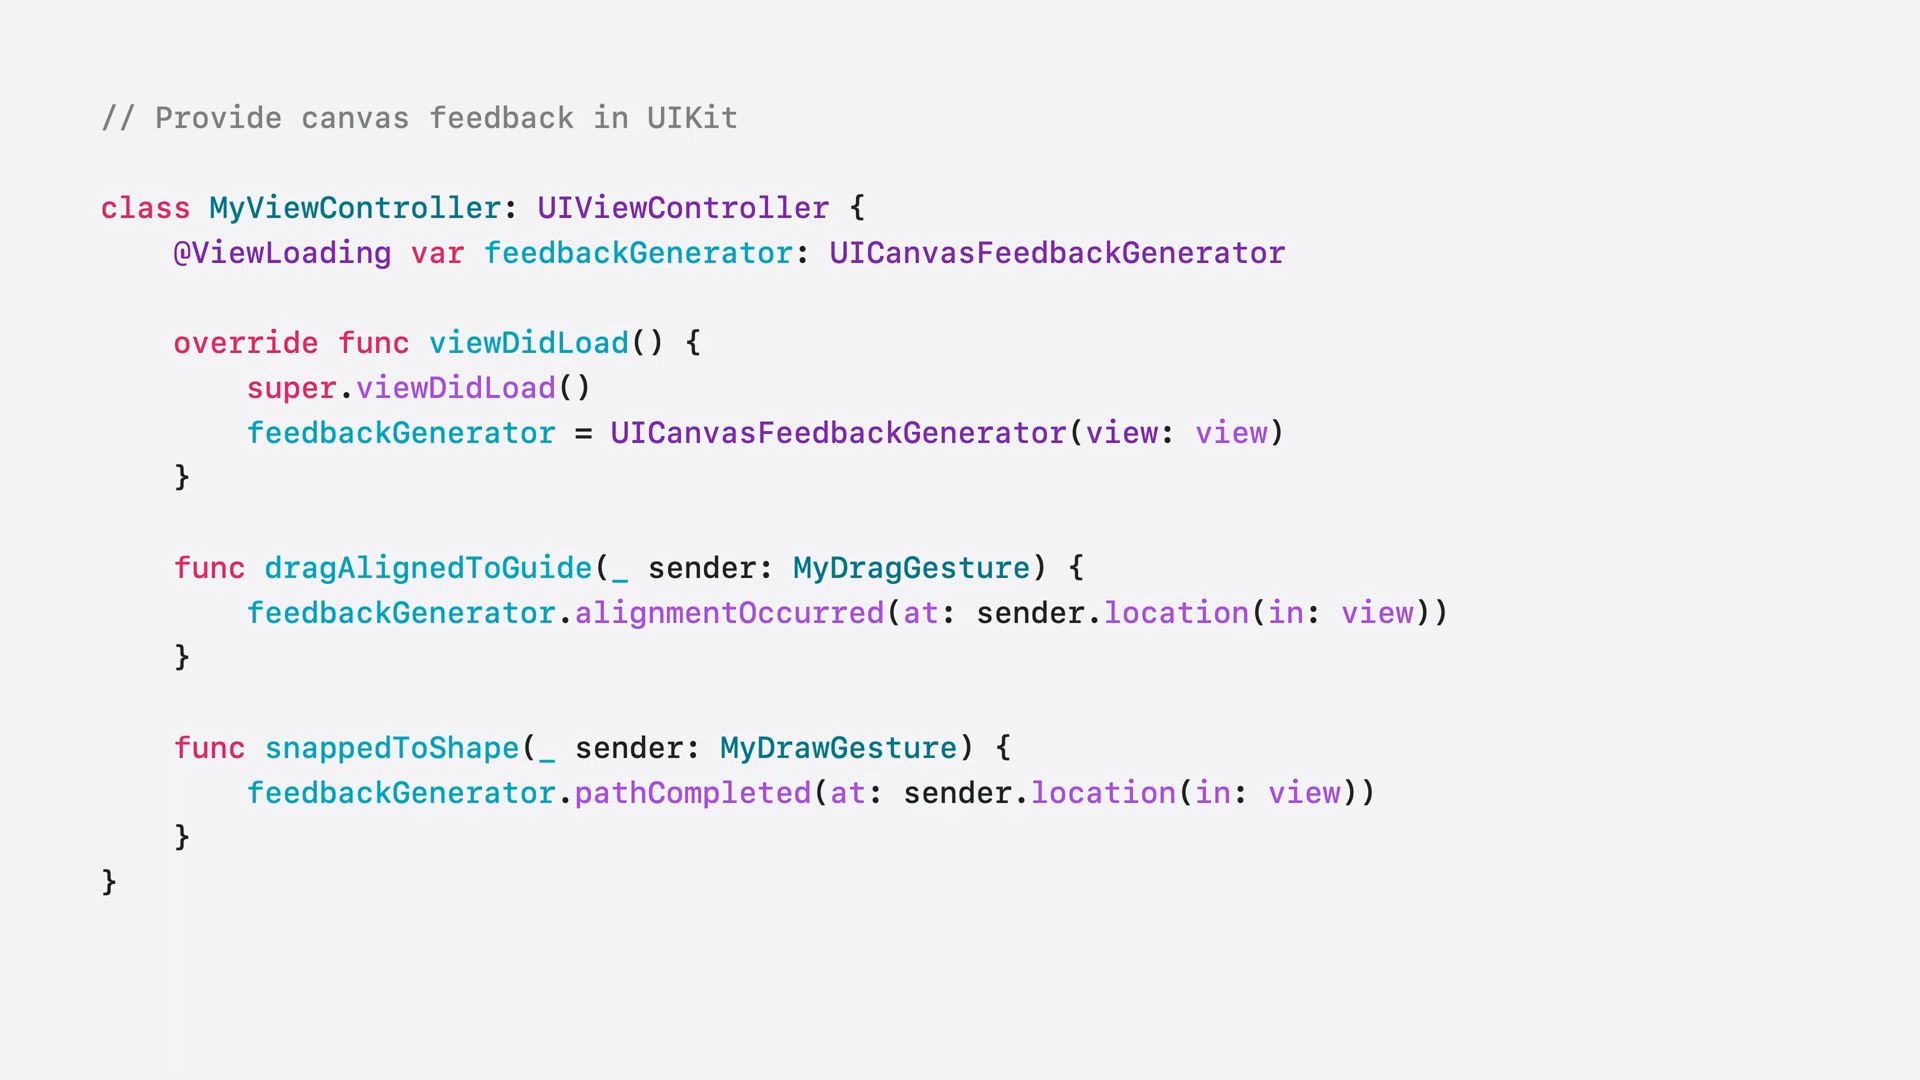 // Provide canvas feedback in UIKit
class MyViewController: UIViewController {
    @ViewLoading var feedbackGenerator: UICanvasFeedbackGenerator
    override func viewDidLoad() {
        super.viewDidLoad()
        feedbackGenerator = UICanvasFeedbackGenerator(view: view)
    }
    func dragAlignedToGuide(_ sender: MyDragGesture) {
        feedbackGenerator.alignmentOccurred(at: sender.location(in: view))
    }
    func snappedToShape(_ sender: MyDrawGesture) {
        feedbackGenerator.pathCompleted(at: sender.location(in: view))
    }
}